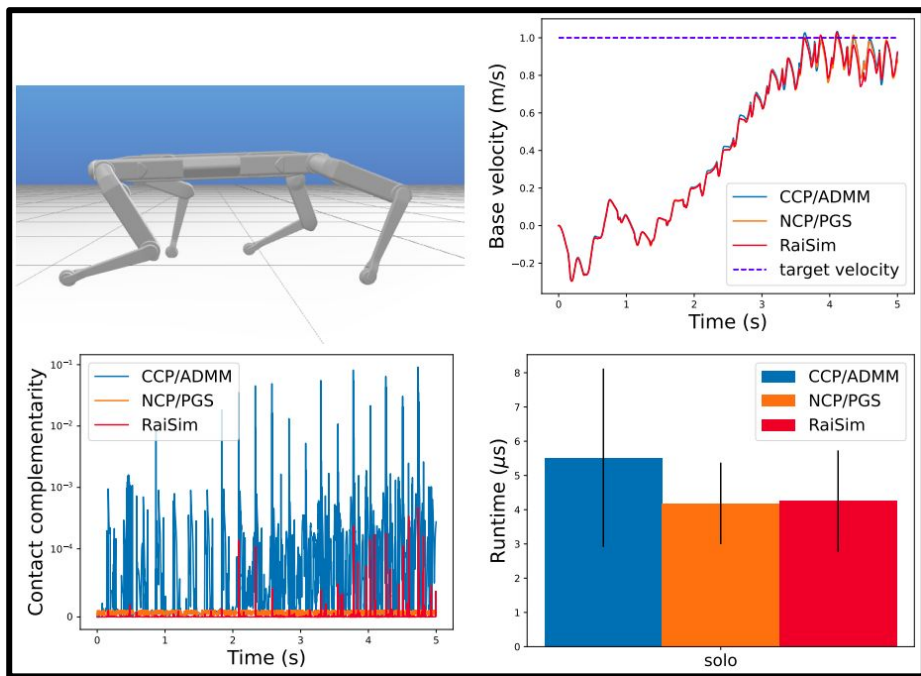 Base velocity (m/s)
1.0
0.8
0.6
0.4
0.2
0.0
−0.2
CCP/ADMM
NCP/PGS
RaiSim
target velocity
0 1 2 3 4 5
Time (s)
Contact complementarity
10⁻¹
10⁻²
10⁻³
10⁻⁴
0
CCP/ADMM
NCP/PGS
RaiSim
0 1 2 3 4 5
Time (s)
Runtime (μs)
8
7
6
5
4
3
2
1
0
CCP/ADMM
NCP/PGS
RaiSim
solo